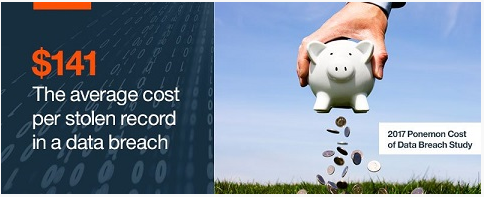 $141
The average cost
per stolen record
in a data breach
2017 Ponemon Cost
of Data Breach Study